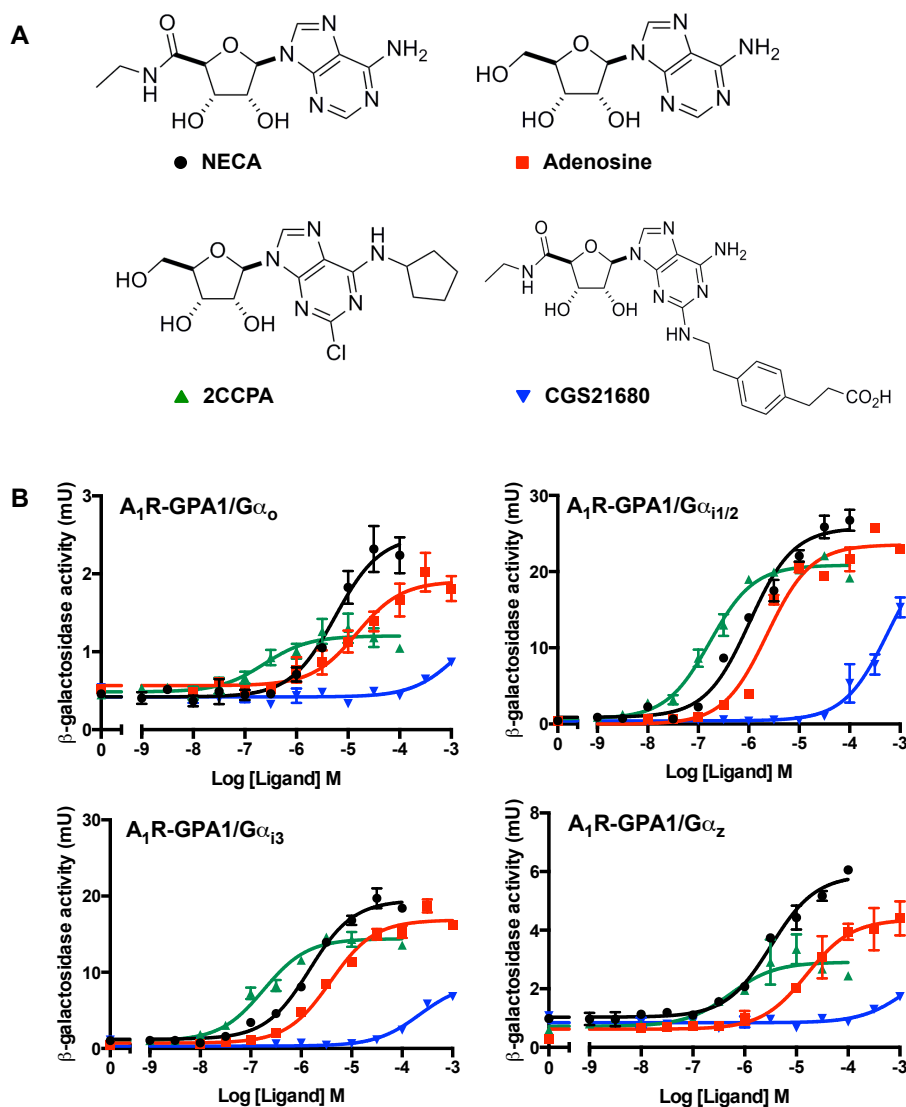 A
O
O
N
N
NH2
N
H
N
N
HO
OH
NECA
O
N
N
NH2
HO
N
N
HO
OH
Adenosine
O
N
N
H
N
HO
N
N
HO
OH
Cl
2CCPA
O
O
N
N
NH2
N
H
N
N
HO
OH
HN
CO2H
CGS21680
B
A1R-GPA1/Gαo
β-galactosidase activity (mU)
3
2
1
0
0 -9 -8 -7 -6 -5 -4 -3
Log [Ligand] M
A1R-GPA1/Gαi1/2
β-galactosidase activity (mU)
30
20
10
0
0 -9 -8 -7 -6 -5 -4 -3
Log [Ligand] M
A1R-GPA1/Gαi3
β-galactosidase activity (mU)
30
20
10
0
0 -9 -8 -7 -6 -5 -4 -3
Log [Ligand] M
A1R-GPA1/Gαz
β-galactosidase activity (mU)
8
6
4
2
0
0 -9 -8 -7 -6 -5 -4 -3
Log [Ligand] M